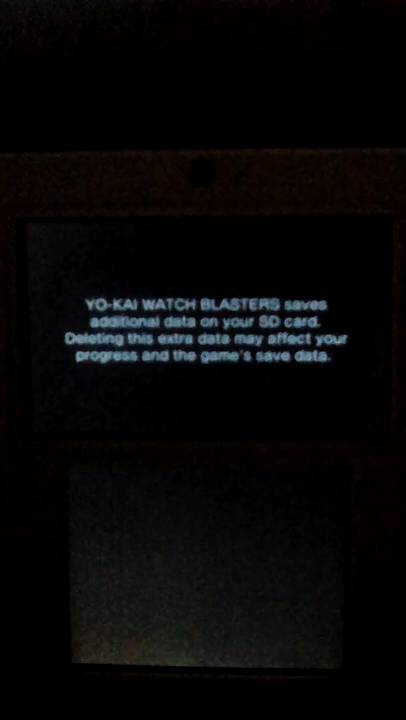 YO-KAI WATCH BLASTERS saves
additional data on your SD card.
Deleting this extra data may affect your
progress and the game's save data.